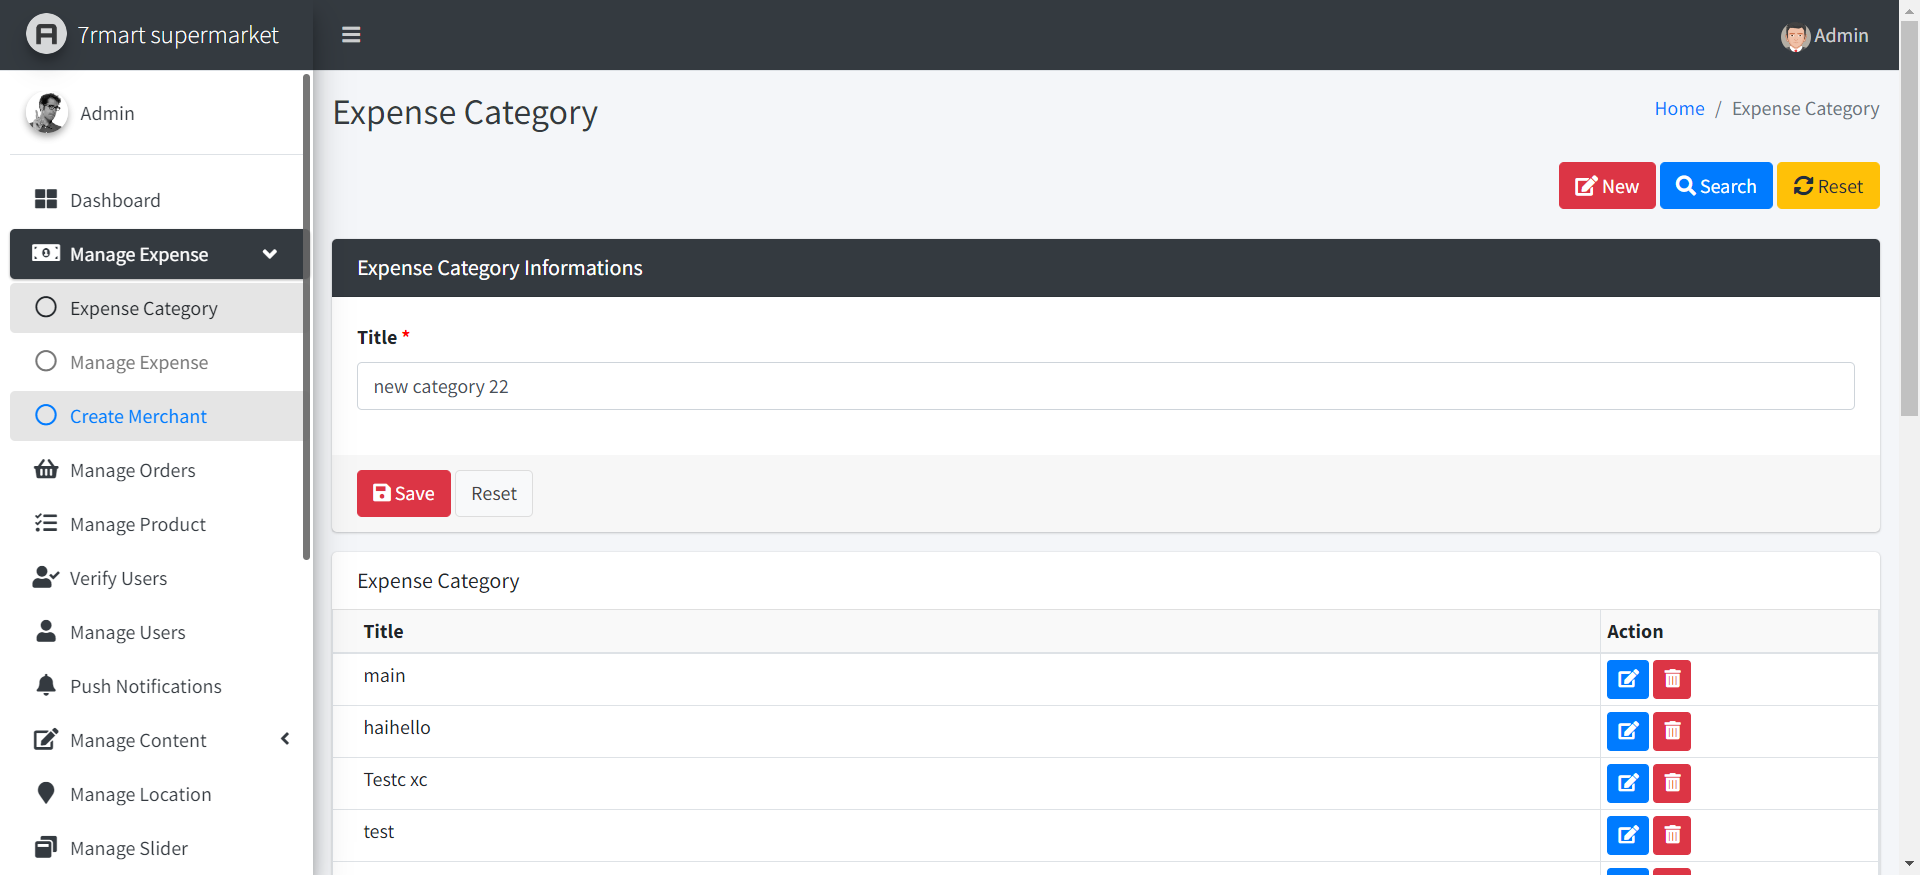 7rmart supermarket
Admin
Admin
Dashboard
Manage Expense
Expense Category
Manage Expense
Create Merchant
Manage Orders
Manage Product
Verify Users
Manage Users
Push Notifications
Manage Content
Manage Location
Manage Slider
Expense Category
Home / Expense Category
New Search Reset
Expense Category Informations
Title *
new category 22
Save Reset
Expense Category
Title Action
main
haihello
Testc xc
test